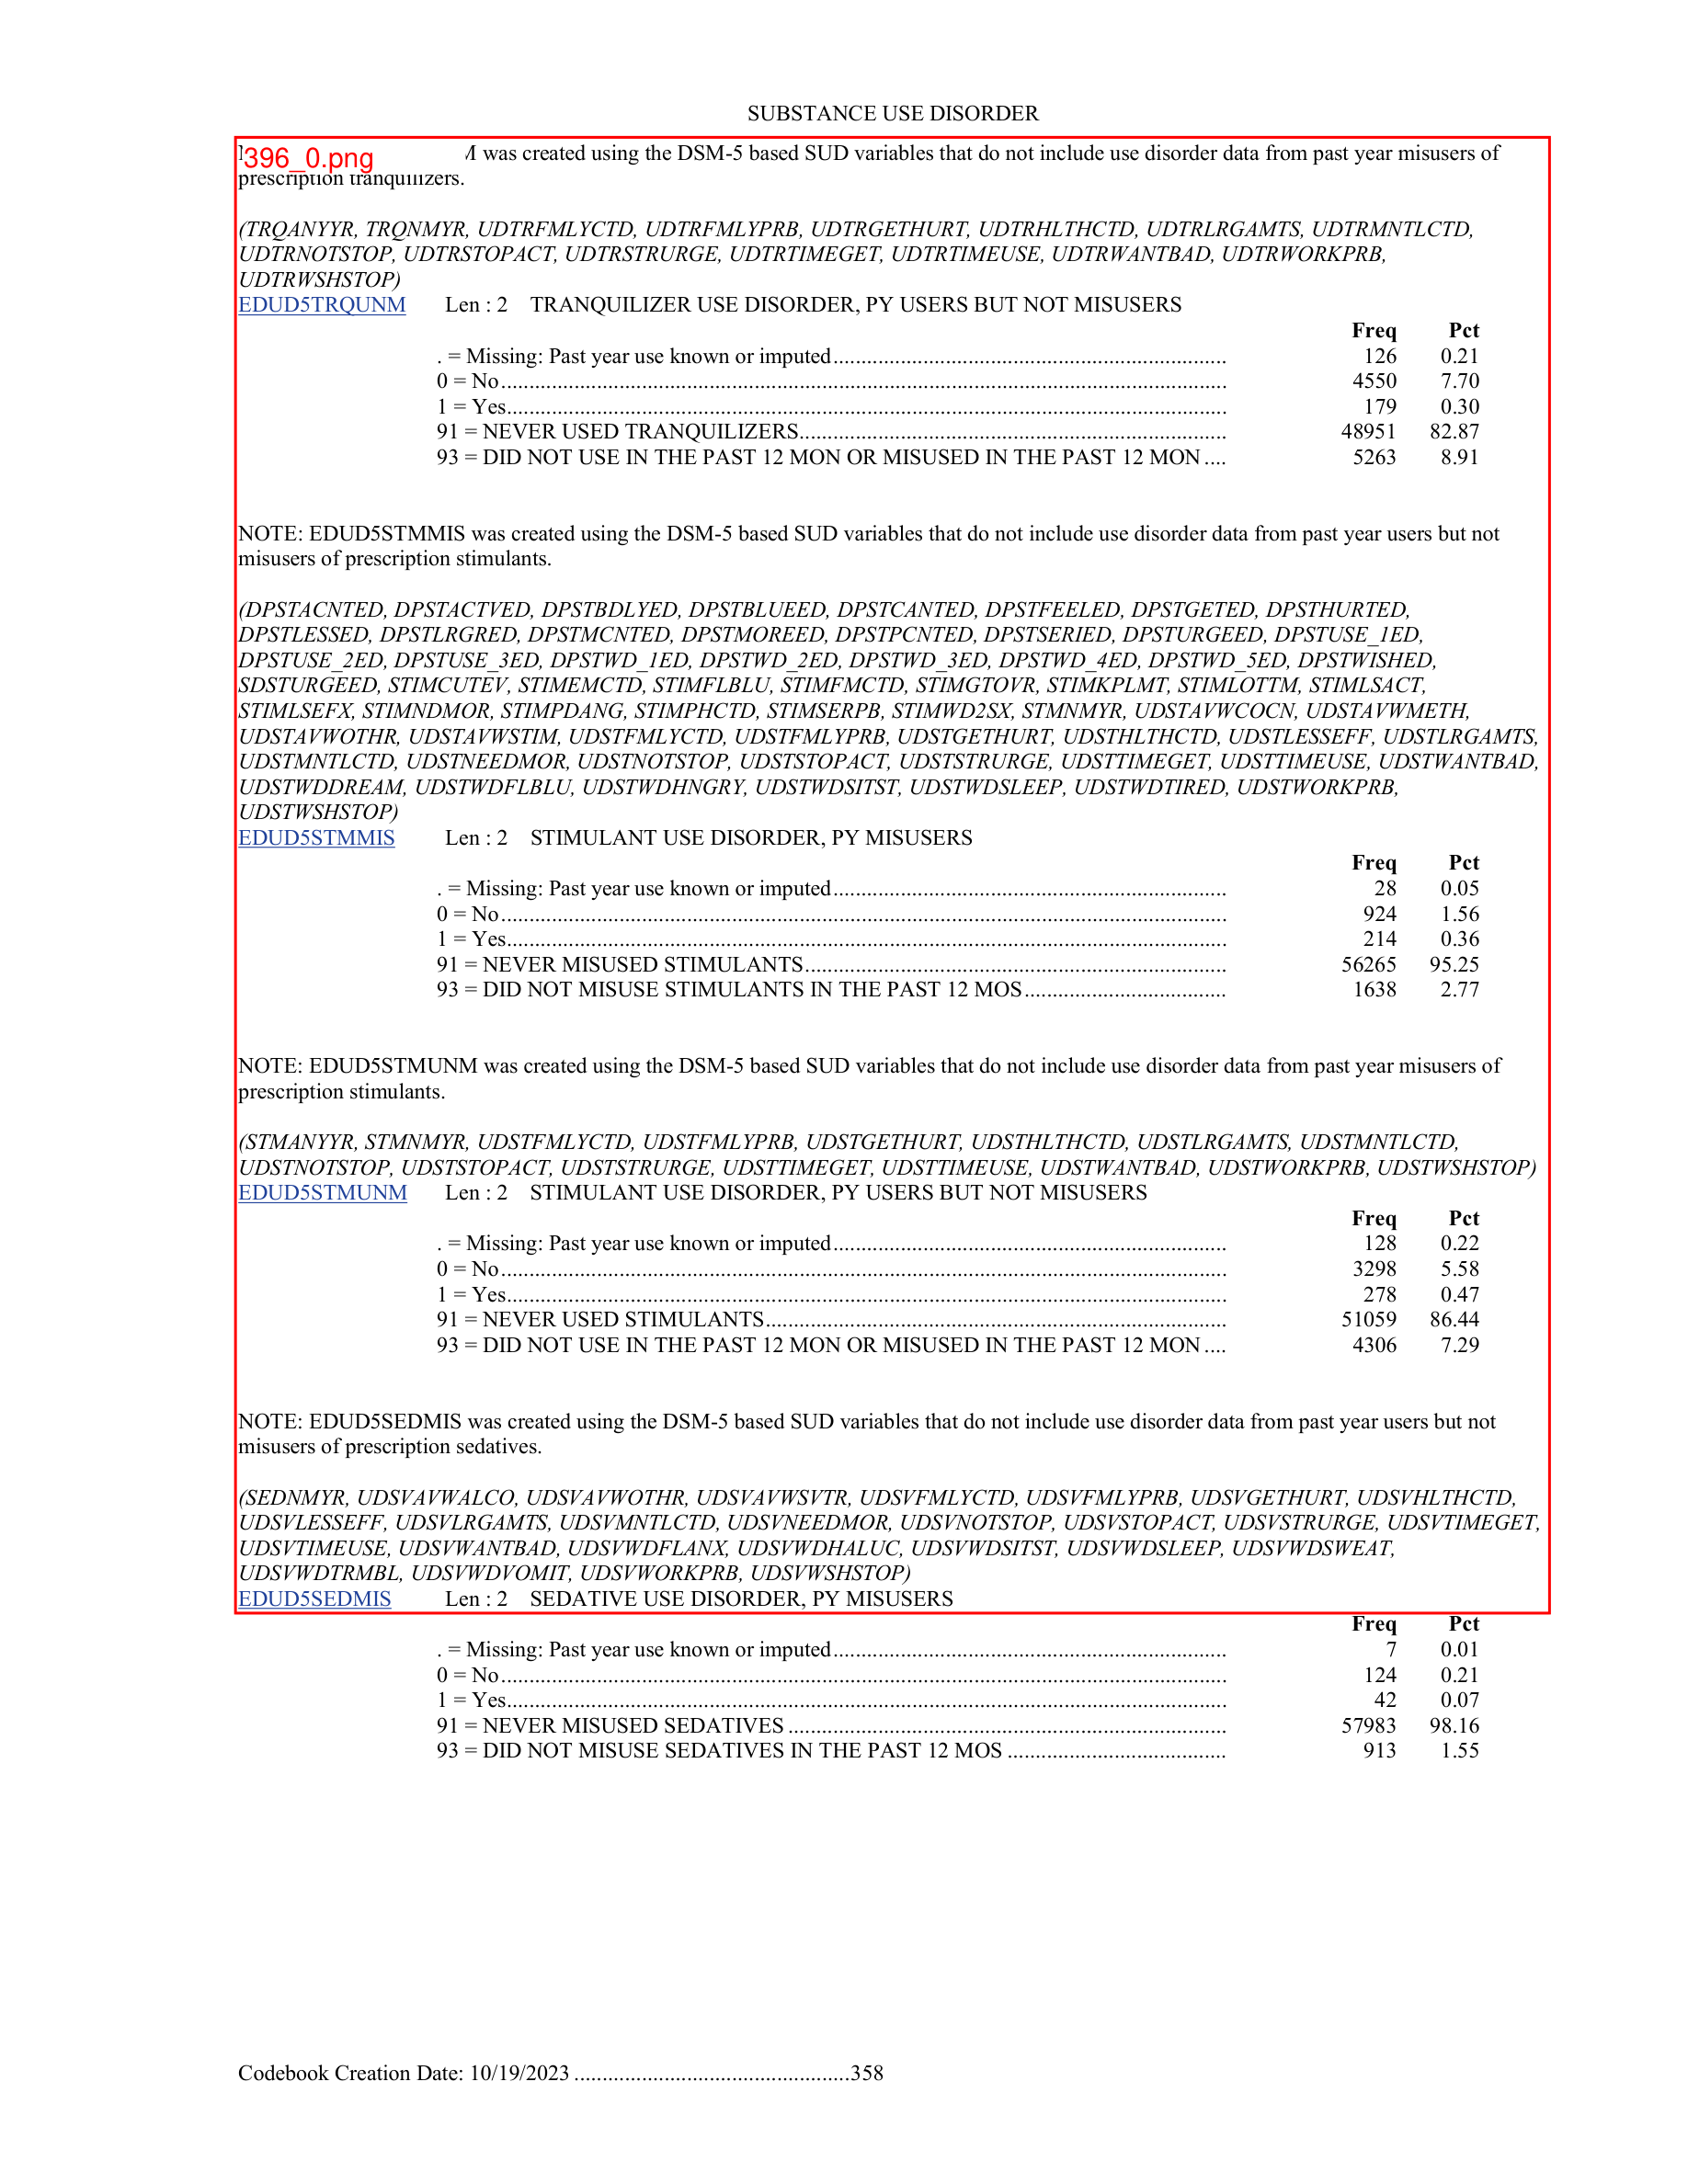 SUBSTANCE USE DISORDER
396_0.png was created using the DSM-5 based SUD variables that do not include use disorder data from past year misusers of
prescription tranquilizers.
(TRQANYYR, TRQNMYR, UDTRFMLYCTD, UDTRFMLYPRB, UDTRGETHURT, UDTRHLTHCTD, UDTRLRGAMTS, UDTRMNTLCTD,
UDTRNOTSTOP, UDTRSTOPACT, UDTRSTRURGE, UDTRTIMEGET, UDTRTIMEUSE, UDTRWANTBAD, UDTRWORKPRB,
UDTRWSHSTOP)
EDUD5TRQUNM Len : 2 TRANQUILIZER USE DISORDER, PY USERS BUT NOT MISUSERS
Freq Pct
. = Missing: Past year use known or imputed...................................................................... 126 0.21
0 = No................................................................................................................................. 4550 7.70
1 = Yes................................................................................................................................ 179 0.30
91 = NEVER USED TRANQUILIZERS............................................................................ 48951 82.87
93 = DID NOT USE IN THE PAST 12 MON OR MISUSED IN THE PAST 12 MON .... 5263 8.91
NOTE: EDUD5STMMIS was created using the DSM-5 based SUD variables that do not include use disorder data from past year users but not
misusers of prescription stimulants.
(DPSTACNTED, DPSTACTVED, DPSTBDLYED, DPSTBLUEED, DPSTCANTED, DPSTFEELED, DPSTGETED, DPSTHURTED,
DPSTLESSED, DPSTLRGRED, DPSTMCNTED, DPSTMOREED, DPSTPCNTED, DPSTSERIED, DPSTURGEED, DPSTUSE_1ED,
DPSTUSE_2ED, DPSTUSE_3ED, DPSTWD_1ED, DPSTWD_2ED, DPSTWD_3ED, DPSTWD_4ED, DPSTWD_5ED, DPSTWISHED,
SDSTURGEED, STIMCUTEV, STIMEMCTD, STIMFLBLU, STIMFMCTD, STIMGTOVR, STIMKPLMT, STIMLOTTM, STIMLSACT,
STIMLSEFX, STIMNDMOR, STIMPDANG, STIMPHCTD, STIMSERPB, STIMWD2SX, STMNMYR, UDSTAVWCOCN, UDSTAVWMETH,
UDSTAVWOTHR, UDSTAVWSTIM, UDSTFMLYCTD, UDSTFMLYPRB, UDSTGETHURT, UDSTHLTHCTD, UDSTLESSEFF, UDSTLRGAMTS,
UDSTMNTLCTD, UDSTNEEDMOR, UDSTNOTSTOP, UDSTSTOPACT, UDSTSTRURGE, UDSTTIMEGET, UDSTTIMEUSE, UDSTWANTBAD,
UDSTWDDREAM, UDSTWDFLBLU, UDSTWDHNGRY, UDSTWDSITST, UDSTWDSLEEP, UDSTWDTIRED, UDSTWORKPRB,
UDSTWSHSTOP)
EDUD5STMMIS Len : 2 STIMULANT USE DISORDER, PY MISUSERS
Freq Pct
. = Missing: Past year use known or imputed...................................................................... 28 0.05
0 = No................................................................................................................................. 924 1.56
1 = Yes................................................................................................................................ 214 0.36
91 = NEVER MISUSED STIMULANTS........................................................................... 56265 95.25
93 = DID NOT MISUSE STIMULANTS IN THE PAST 12 MOS.................................... 1638 2.77
NOTE: EDUD5STMUNM was created using the DSM-5 based SUD variables that do not include use disorder data from past year misusers of
prescription stimulants.
(STMANYYR, STMNMYR, UDSTFMLYCTD, UDSTFMLYPRB, UDSTGETHURT, UDSTHLTHCTD, UDSTLRGAMTS, UDSTMNTLCTD,
UDSTNOTSTOP, UDSTSTOPACT, UDSTSTRURGE, UDSTTIMEGET, UDSTTIMEUSE, UDSTWANTBAD, UDSTWORKPRB, UDSTWSHSTOP)
EDUD5STMUNM Len : 2 STIMULANT USE DISORDER, PY USERS BUT NOT MISUSERS
Freq Pct
. = Missing: Past year use known or imputed...................................................................... 128 0.22
0 = No................................................................................................................................. 3298 5.58
1 = Yes................................................................................................................................ 278 0.47
91 = NEVER USED STIMULANTS.................................................................................. 51059 86.44
93 = DID NOT USE IN THE PAST 12 MON OR MISUSED IN THE PAST 12 MON .... 4306 7.29
NOTE: EDUD5SEDMIS was created using the DSM-5 based SUD variables that do not include use disorder data from past year users but not
misusers of prescription sedatives.
(SEDNMYR, UDSVAVWALCO, UDSVAVWOTHR, UDSVAVWSVTR, UDSVFMLYCTD, UDSVFMLYPRB, UDSVGETHURT, UDSVHLTHCTD,
UDSVLESSEFF, UDSVLRGAMTS, UDSVMNTLCTD, UDSVNEEDMOR, UDSVNOTSTOP, UDSVSTOPACT, UDSVSTRURGE, UDSVTIMEGET,
UDSVTIMEUSE, UDSVWANTBAD, UDSVWDFLANX, UDSVWDHALUC, UDSVWDSITST, UDSVWDSLEEP, UDSVWDSWEAT,
UDSVWDTRMBL, UDSVWDVOMIT, UDSVWORKPRB, UDSVWSHSTOP)
EDUD5SEDMIS Len : 2 SEDATIVE USE DISORDER, PY MISUSERS
Freq Pct
. = Missing: Past year use known or imputed...................................................................... 7 0.01
0 = No................................................................................................................................. 124 0.21
1 = Yes................................................................................................................................ 42 0.07
91 = NEVER MISUSED SEDATIVES .............................................................................. 57983 98.16
93 = DID NOT MISUSE SEDATIVES IN THE PAST 12 MOS ....................................... 913 1.55
Codebook Creation Date: 10/19/2023 .................................................358